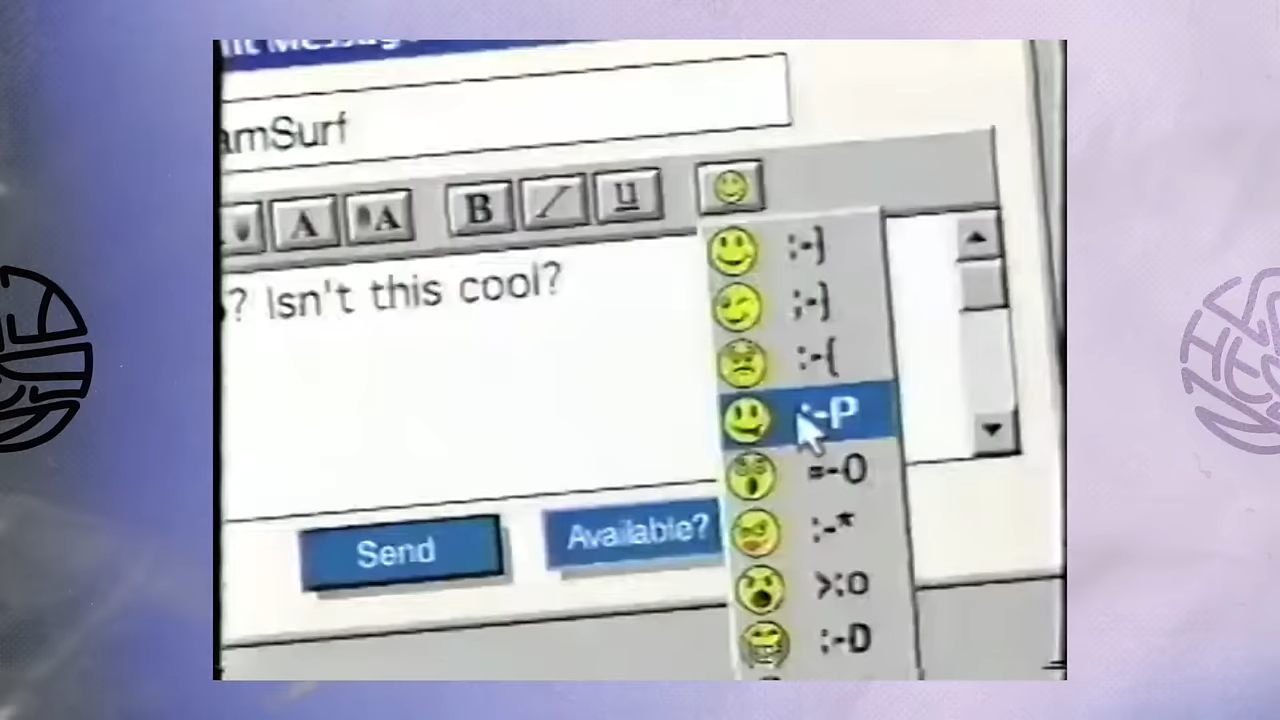 amSurf
A A B / U
? Isn't this cool?
:-)
;-)
:-(
:-P
=-O
:-*
>:o
:-D
Send Available?